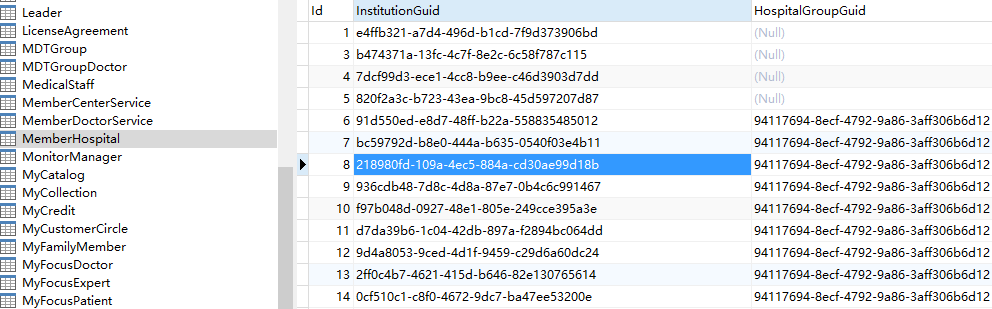 Leader
LicenseAgreement
MDTGroup
MDTGroupDoctor
MedicalStaff
MemberCenterService
MemberDoctorService
MemberHospital
MonitorManager
MyCatalog
MyCollection
MyCredit
MyCustomerCircle
MyFamilyMember
MyFocusDoctor
MyFocusExpert
MyFocusPatient
Id InstitutionGuid HospitalGroupGuid
1 e4ffb321-a7d4-496d-b1cd-7f9d373906bd (Null)
3 b474371a-13fc-4c7f-8e2c-6c58f787c115 (Null)
4 7dcf99d3-ece1-4cc8-b9ee-c46d3903d7dd (Null)
5 820f2a3c-b723-43ea-9bc8-45d597207d87 (Null)
6 91d550ed-e8d7-48ff-b22a-558835485012 94117694-8ecf-4792-9a86-3aff306b6d12
7 bc59792d-b8e0-444a-b635-0540f03e4b11 94117694-8ecf-4792-9a86-3aff306b6d12
8 218980fd-109a-4ec5-884a-cd30ae99d18b 94117694-8ecf-4792-9a86-3aff306b6d12
9 936cdb48-7d8c-4d8a-87e7-0b4c6c991467 94117694-8ecf-4792-9a86-3aff306b6d12
10 f97b048d-0927-48e1-805e-249cce395a3e 94117694-8ecf-4792-9a86-3aff306b6d12
11 d7da39b6-1c04-42db-897a-f2894bc064dd 94117694-8ecf-4792-9a86-3aff306b6d12
12 9d4a8053-9ced-4d1f-9459-c29d6a60dc24 94117694-8ecf-4792-9a86-3aff306b6d12
13 2ff0c4b7-4621-415d-b646-82e130765614 94117694-8ecf-4792-9a86-3aff306b6d12
14 0cf510c1-c8f0-4672-9dc7-ba47ee53200e 94117694-8ecf-4792-9a86-3aff306b6d12